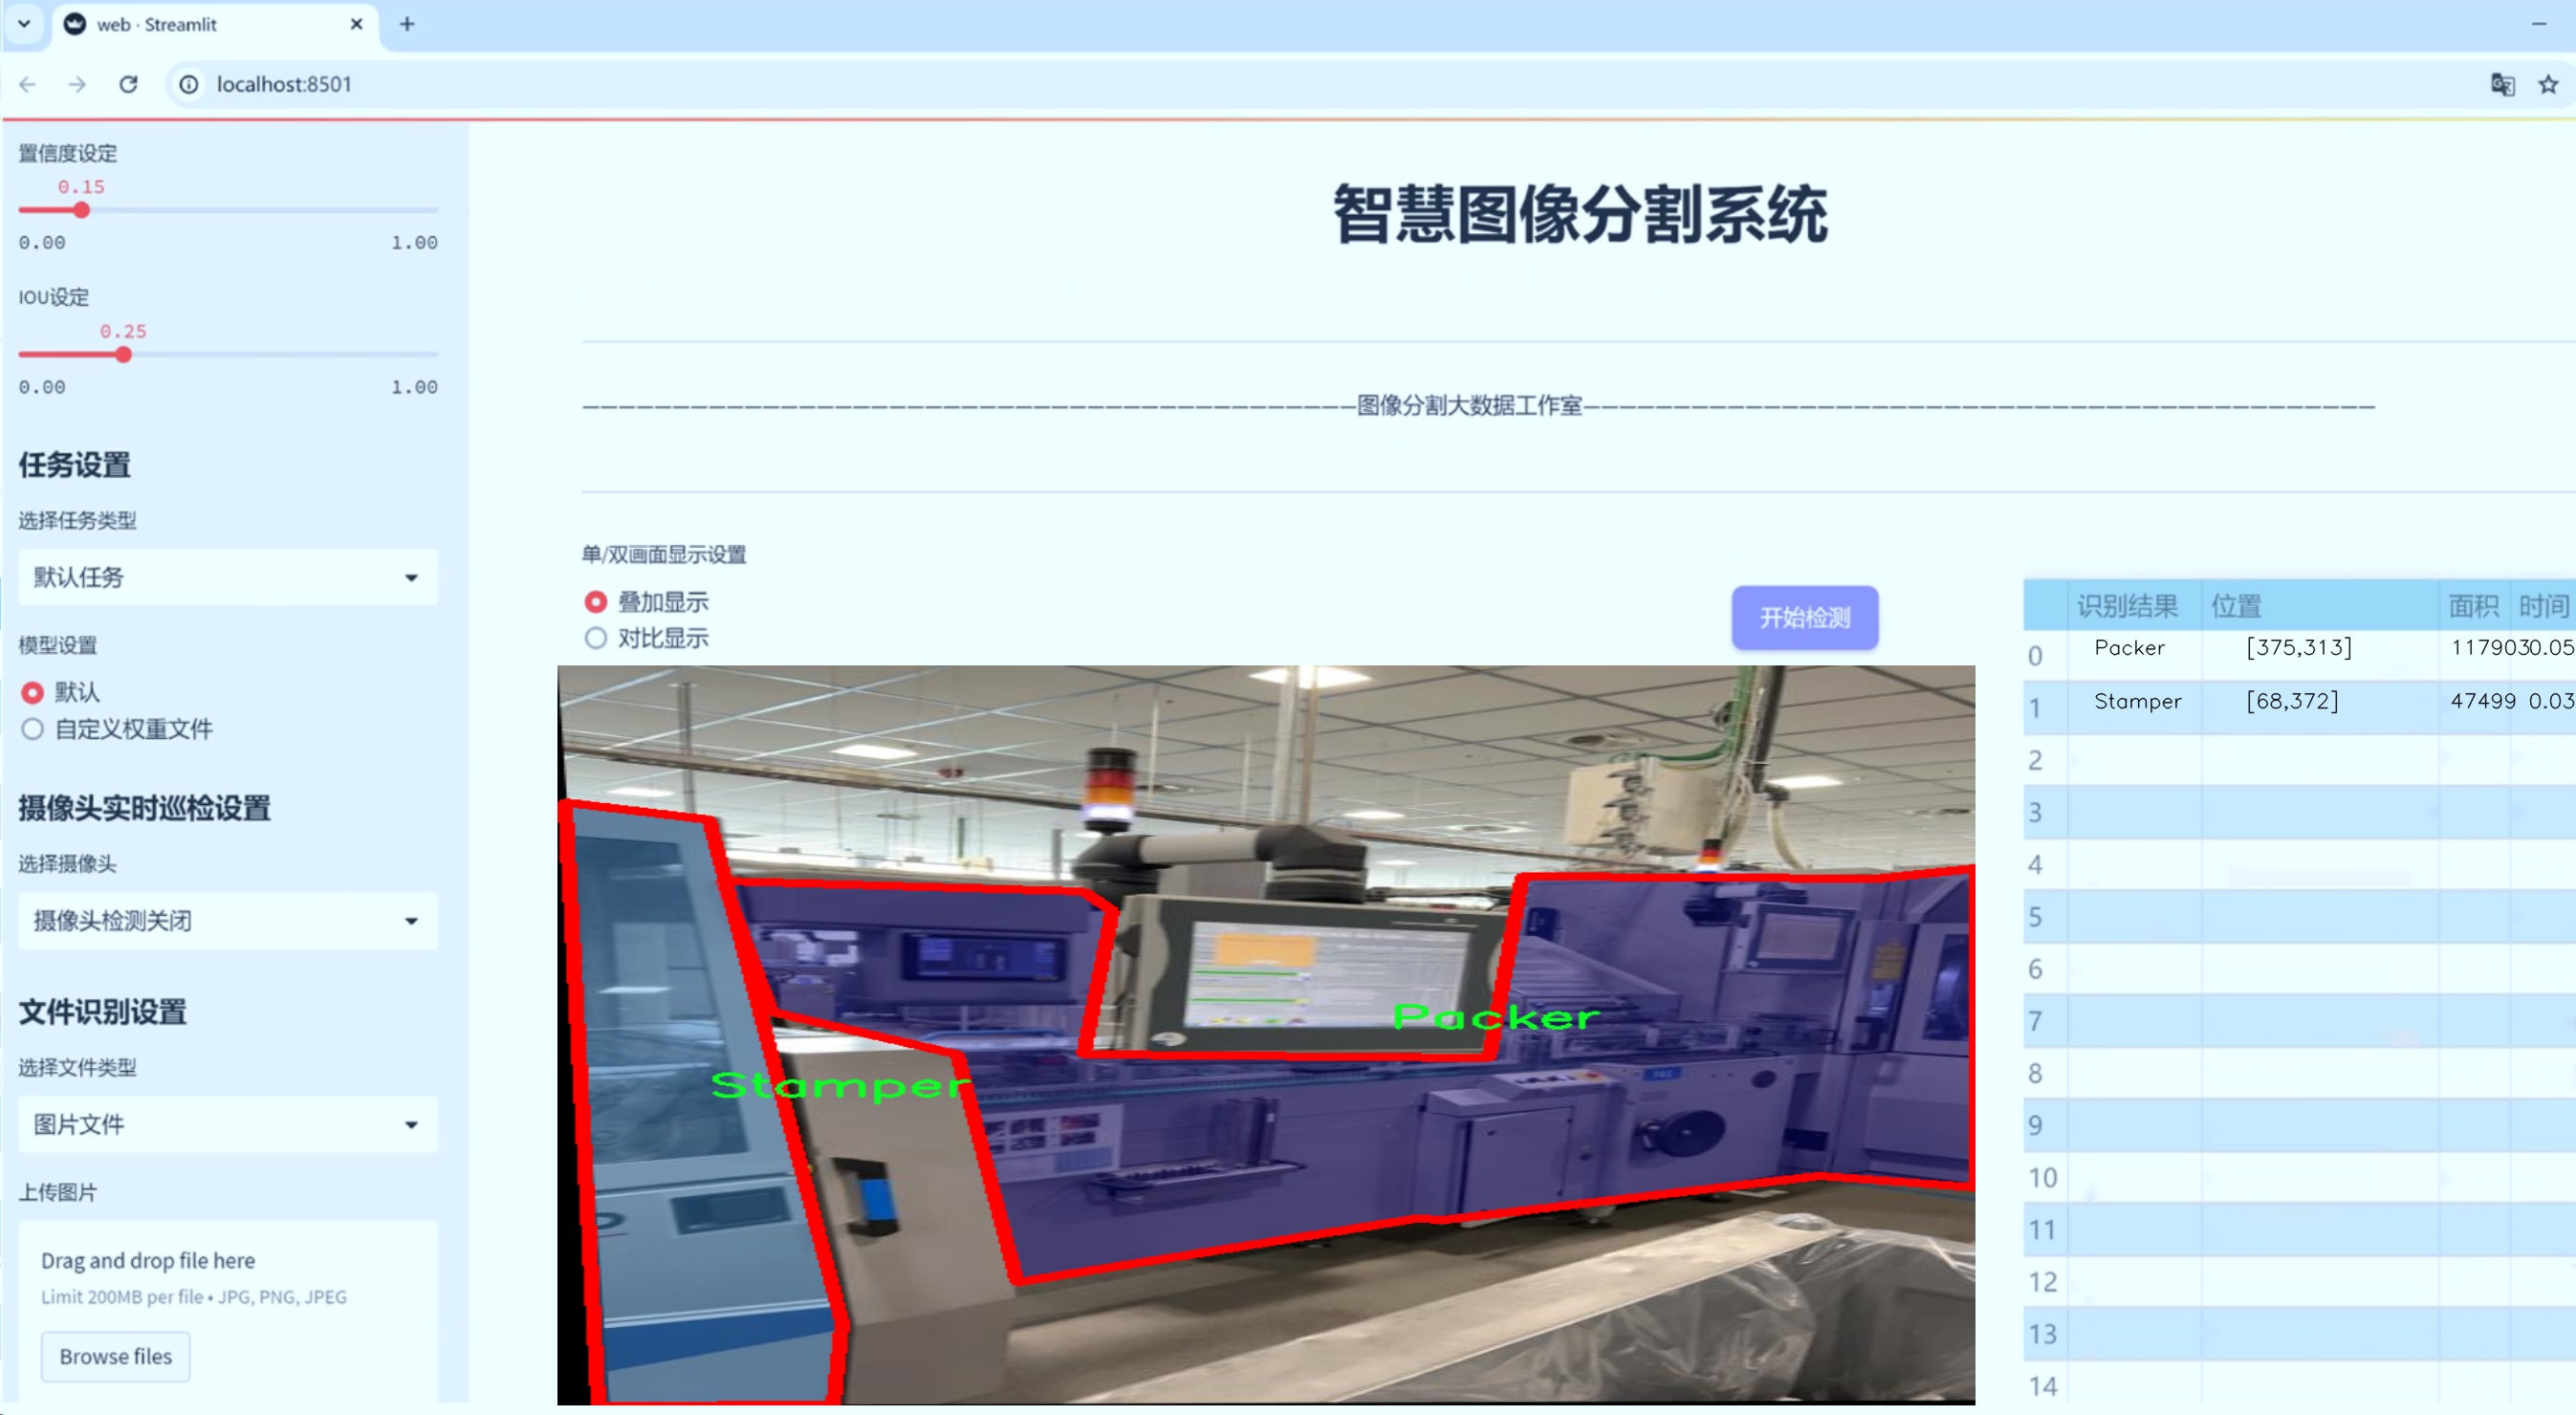 web · Streamlit
localhost:8501
置信度设定
0.15
0.00 1.00
IOU设定
0.25
0.00 1.00
任务设置
选择任务类型
默认任务
模型设置
默认
自定义权重文件
摄像头实时巡检设置
选择摄像头
摄像头检测关闭
文件识别设置
选择文件类型
图片文件
上传图片
Drag and drop file here
Limit 200MB per file • JPG, PNG, JPEG
Browse files
智慧图像分割系统
图像分割大数据工作室
单/双画面显示设置
叠加显示
对比显示
开始检测
Packer
Stamper
识别结果 位置 面积 时间
0 Packer [375,313] 117903 0.05
1 Stamper [68,372] 47499 0.03
2
3
4
5
6
7
8
9
10
11
12
13
14